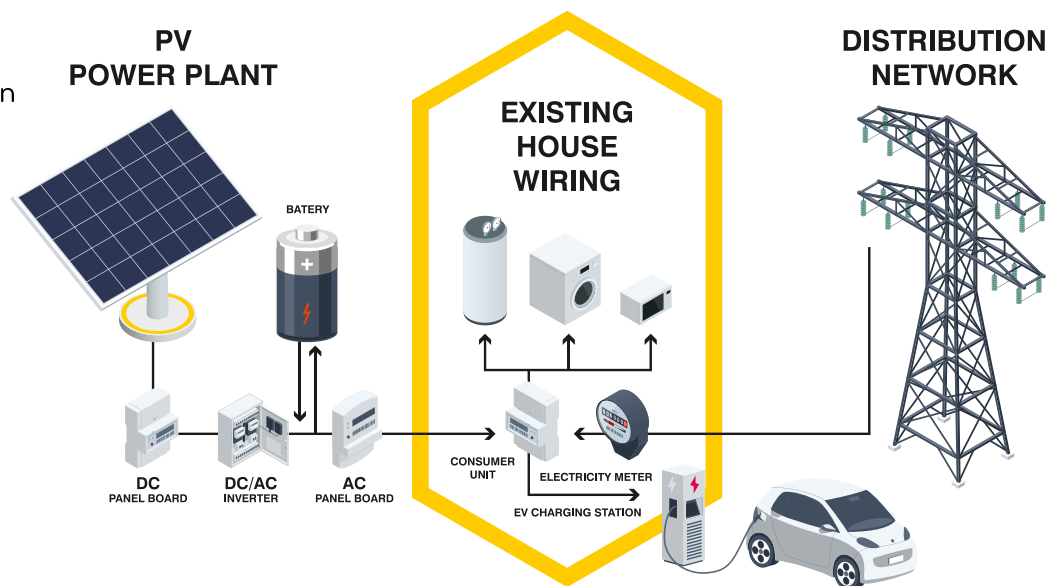 PV
POWER PLANT
n
EXISTING
HOUSE
WIRING
DISTRIBUTION
NETWORK
BATERY
DC
PANEL BOARD
DC/AC
INVERTER
AC
PANEL BOARD
CONSUMER
UNIT
ELECTRICITY METER
EV CHARGING STATION